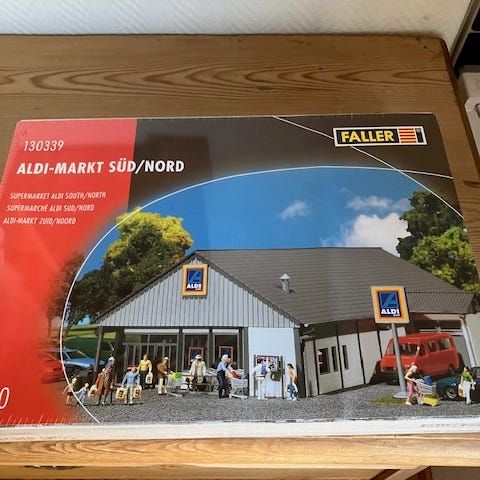 130339
FALLER
ALDI-MARKT SÜD/NORD
SUPERMARKET ALDI SOUTH/NORTH
SUPERMARCHÉ ALDI SUD/NORD
ALDI-MARKT ZUID/NOORD
ALDI
ALDI
0